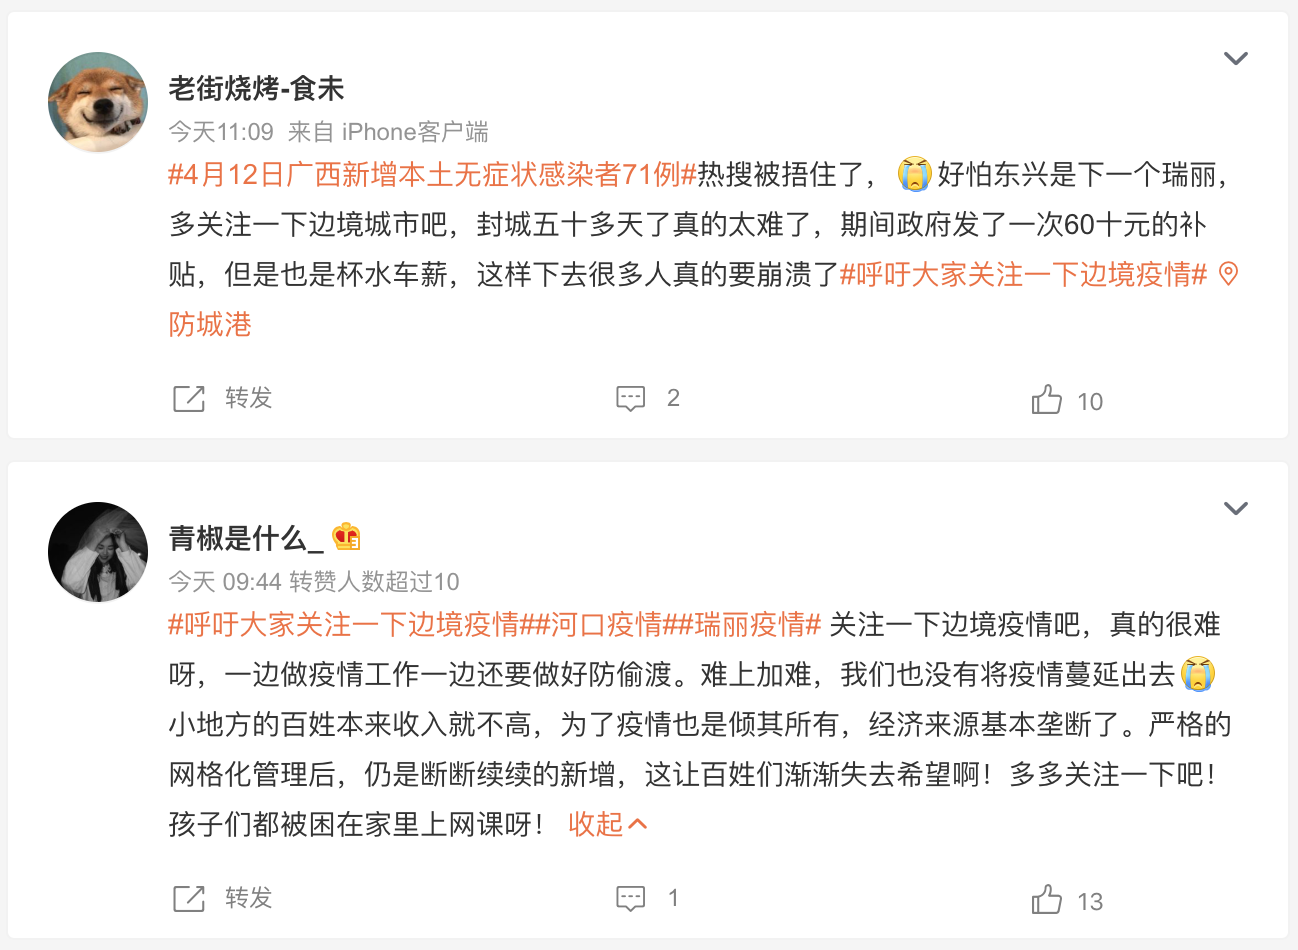 老街烧烤-食未
今天11:09 来自 iPhone客户端
#4月12日广西新增本土无症状感染者71例#热搜被捂住了，😭好怕东兴是下一个瑞丽，
多关注一下边境城市吧，封城五十多天了真的太难了，期间政府发了一次60十元的补
贴，但是也是杯水车薪，这样下去很多人真的要崩溃了#呼吁大家关注一下边境疫情#
防城港
转发 2 10
青椒是什么_
今天 09:44 转赞人数超过10
#呼吁大家关注一下边境疫情##河口疫情##瑞丽疫情# 关注一下边境疫情吧，真的很难
呀，一边做疫情工作一边还要做好防偷渡。难上加难，我们也没有将疫情蔓延出去😭
小地方的百姓本来收入就不高，为了疫情也是倾其所有，经济来源基本垄断了。严格的
网格化管理后，仍是断断续续的新增，这让百姓们渐渐失去希望啊！多多关注一下吧！
孩子们都被困在家里上网课呀！ 收起
转发 1 13